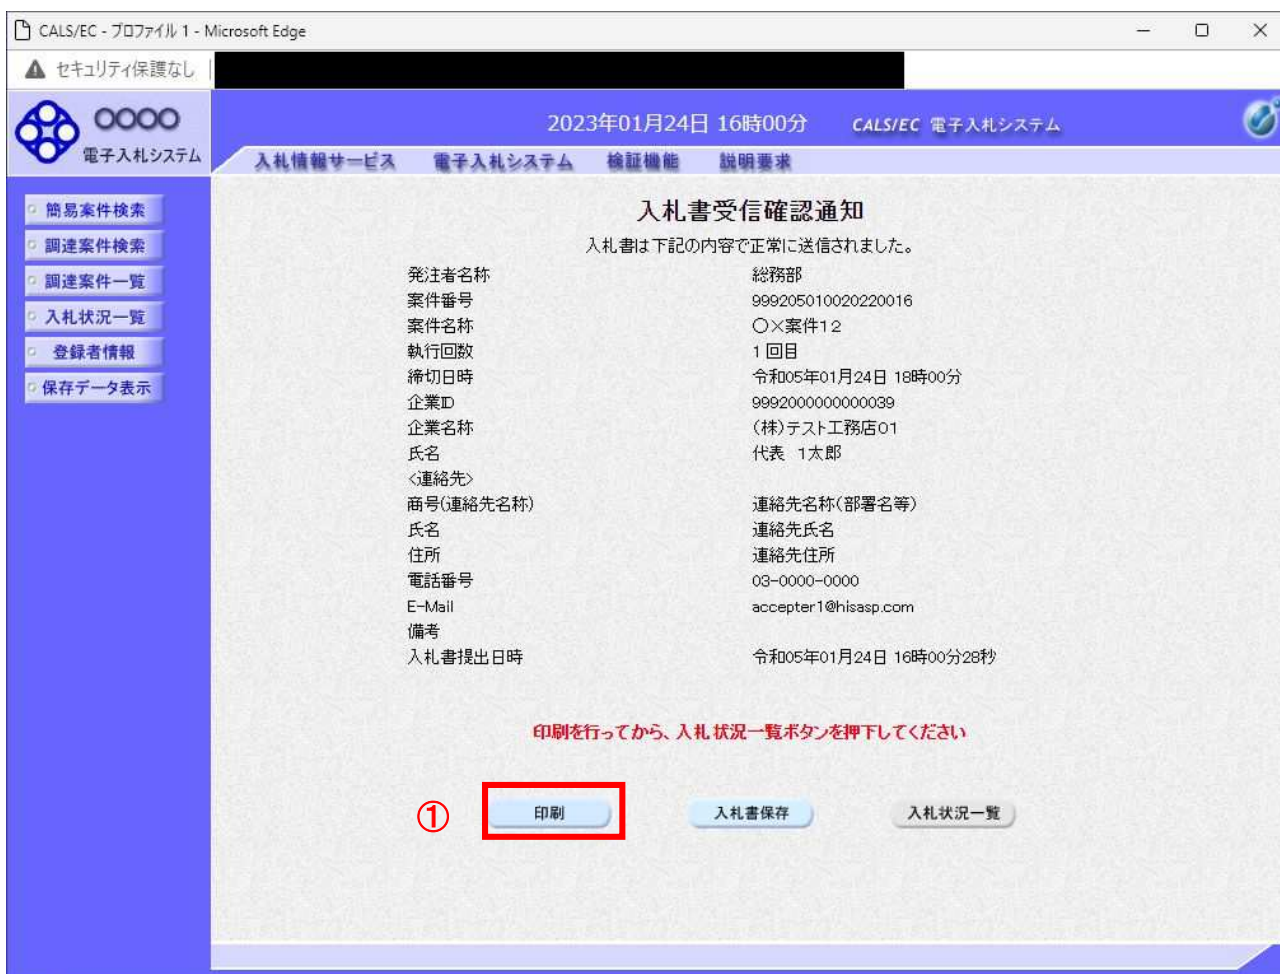 CALS/EC - プロファイル 1 - Microsoft Edge
セキュリティ保護なし
○○○○
電子入札システム
2023年01月24日 16時00分 CALS/EC 電子入札システム
入札情報サービス 電子入札システム 検証機能 説明要求
簡易案件検索
調達案件検索
調達案件一覧
入札状況一覧
登録者情報
保存データ表示
入札書受信確認通知
入札書は下記の内容で正常に送信されました。
発注者名称 総務部
案件番号 999205010020220016
案件名称 ○×案件12
執行回数 1回目
締切日時 令和05年01月24日 18時00分
企業ID 9992000000000039
企業名称 (株)テスト工務店01
氏名 代表 1太郎
<連絡先>
商号(連絡先名称) 連絡先名称(部署名等)
氏名 連絡先氏名
住所 連絡先住所
電話番号 03-0000-0000
E-Mail accepter1@hisasp.com
備考
入札書提出日時 令和05年01月24日 16時00分28秒
印刷を行ってから、入札状況一覧ボタンを押下してください
① 印刷 入札書保存 入札状況一覧